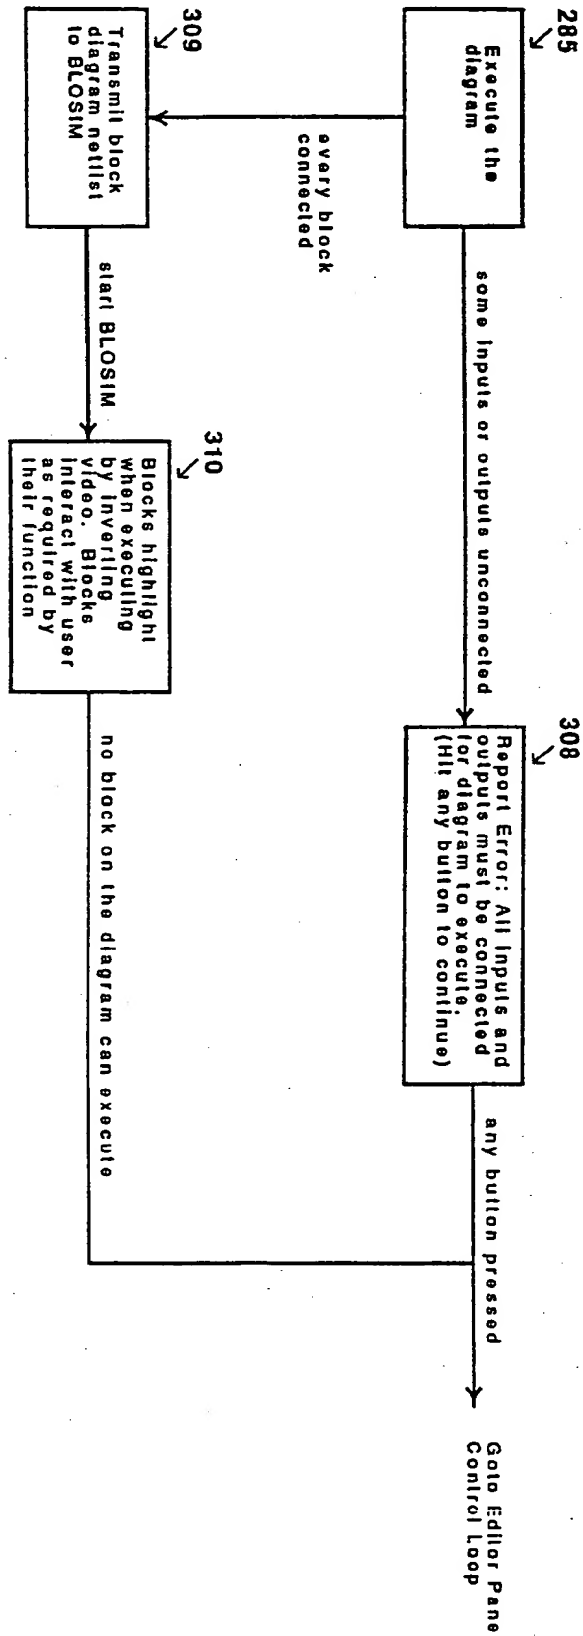 285
Execute the
diagram
some inputs or outputs unconnected
308
Report Error: All inputs and
outputs must be connected
for diagram to execute.
(Hit any button to continue)
any button pressed
Goto Editor Pane
Control Loop
every block
connected
309
Transmit block
diagram netlist
to BLOSIM
start BLOSIM
310
Blocks highlight
when executing
by inverting
video. Blocks
interact with user
as required by
their function
no block on the diagram can execute